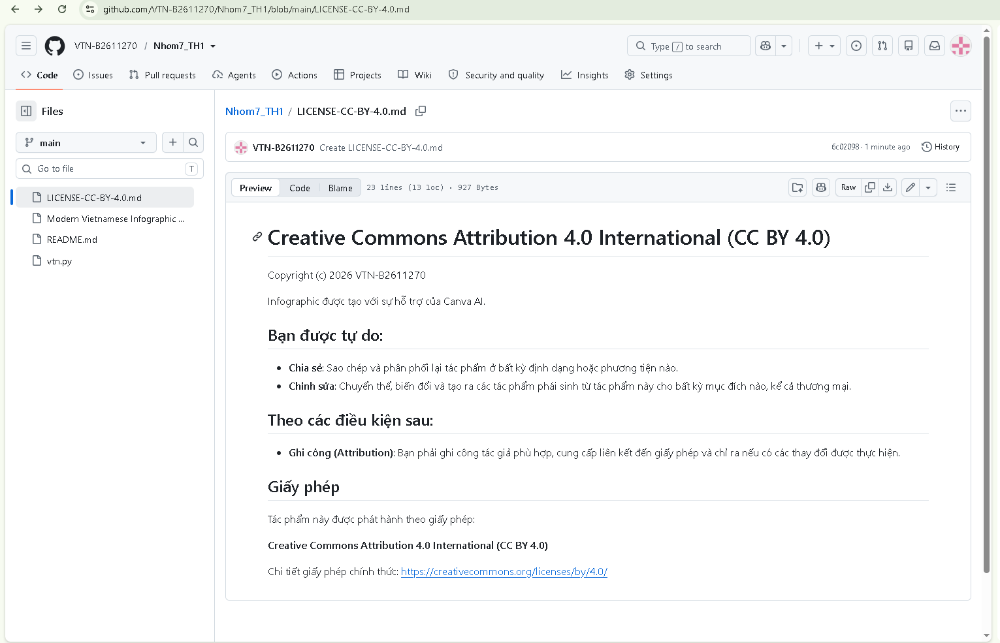 github.com/VTN-B2611270/Nhom7_TH1/blob/main/LICENSE-CC-BY-4.0.md
VTN-B2611270 / Nhom7_TH1
Type / to search
Code Issues Pull requests Agents Actions Projects Wiki Security and quality Insights Settings
Files
main
Go to file T
LICENSE-CC-BY-4.0.md
Modern Vietnamese Infographic ...
README.md
vtn.py
Nhom7_TH1 / LICENSE-CC-BY-4.0.md
VTN-B2611270 Create LICENSE-CC-BY-4.0.md 6c02098 · 1 minute ago History
Preview Code Blame 23 lines (13 loc) · 927 Bytes Raw
Creative Commons Attribution 4.0 International (CC BY 4.0)
Copyright (c) 2026 VTN-B2611270
Infographic được tạo với sự hỗ trợ của Canva AI.
Bạn được tự do:
Chia sẻ: Sao chép và phân phối lại tác phẩm ở bất kỳ định dạng hoặc phương tiện nào.
Chỉnh sửa: Chuyển thể, biến đổi và tạo ra các tác phẩm phái sinh từ tác phẩm này cho bất kỳ mục đích nào, kể cả thương mại.
Theo các điều kiện sau:
Ghi công (Attribution): Bạn phải ghi công tác giả phù hợp, cung cấp liên kết đến giấy phép và chỉ ra nếu có các thay đổi được thực hiện.
Giấy phép
Tác phẩm này được phát hành theo giấy phép:
Creative Commons Attribution 4.0 International (CC BY 4.0)
Chi tiết giấy phép chính thức: https://creativecommons.org/licenses/by/4.0/